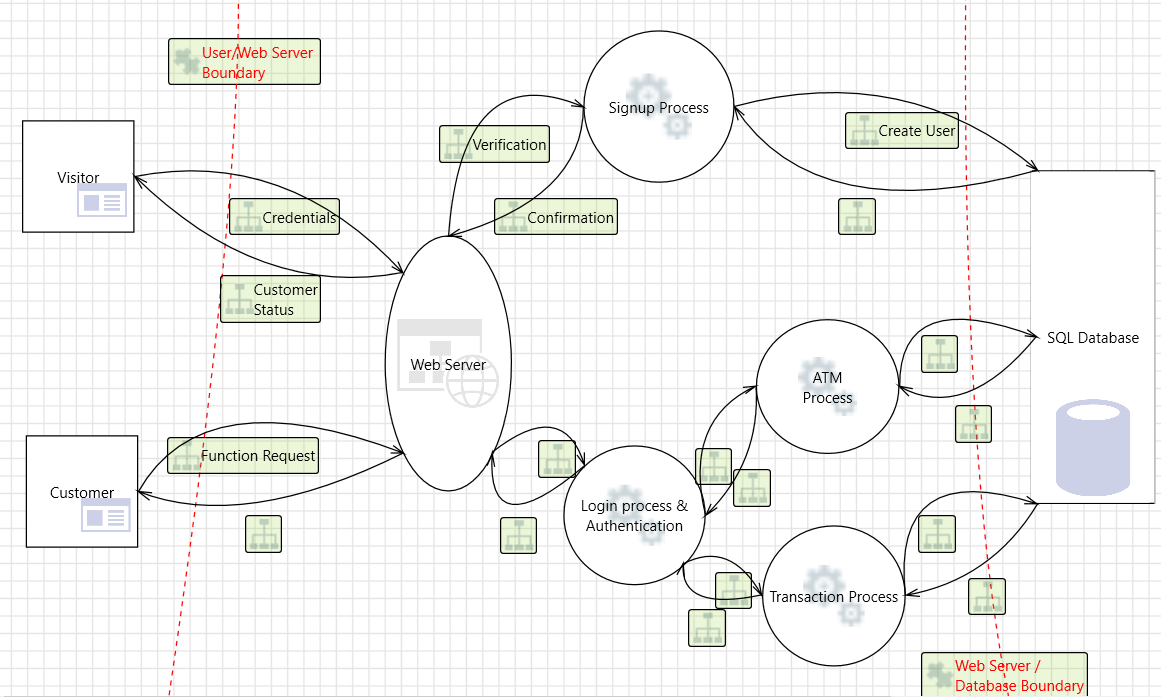 User/Web Server
Boundary
Signup Process
Create User
Verification
Visitor
Credentials
Confirmation
Customer
Status
SQL Database
Web Server
ATM
Process
Function Request
Customer
Login process &
Authentication
Transaction Process
Web Server /
Database Boundary